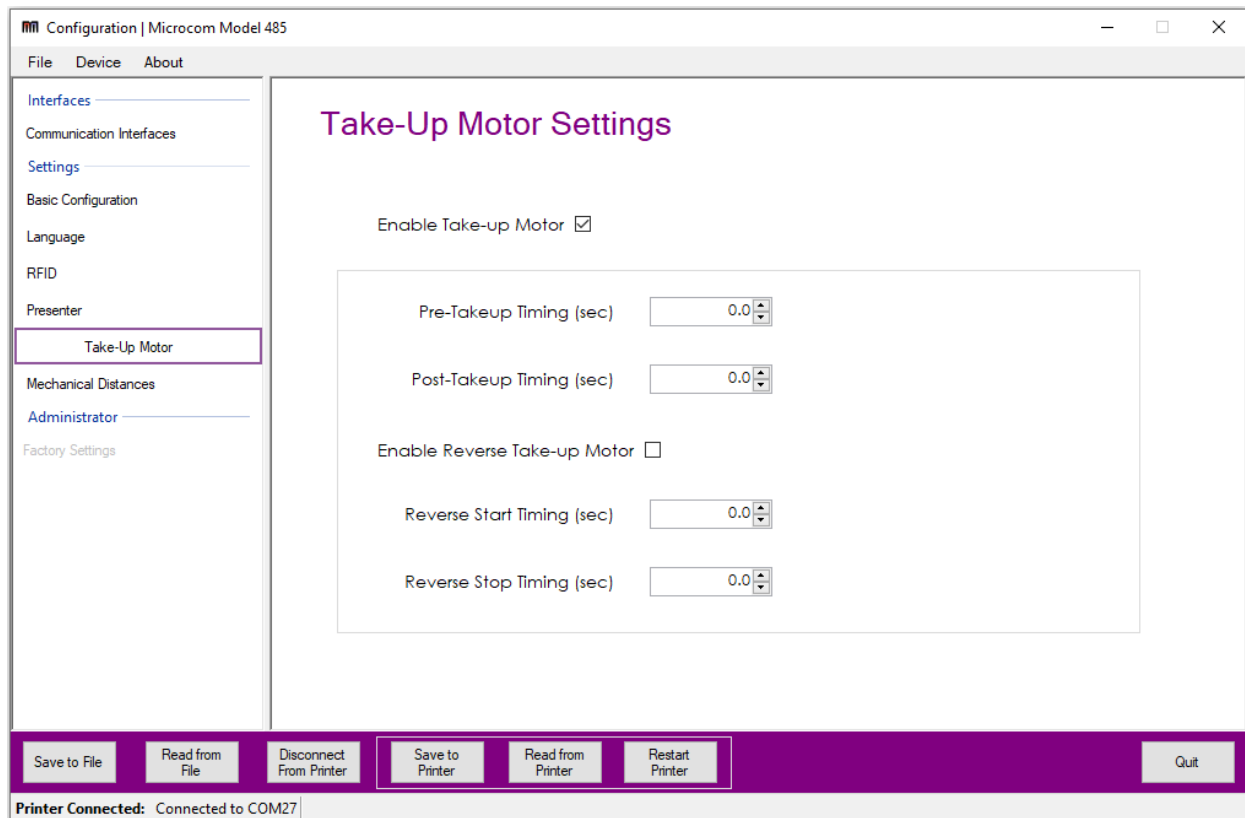 Configuration | Microcom Model 485
File Device About
Interfaces
Communication Interfaces
Settings
Basic Configuration
Language
RFID
Presenter
Take-Up Motor
Mechanical Distances
Administrator
Factory Settings
Take-Up Motor Settings
Enable Take-up Motor
Pre-Takeup Timing (sec) 0.0
Post-Takeup Timing (sec) 0.0
Enable Reverse Take-up Motor
Reverse Start Timing (sec) 0.0
Reverse Stop Timing (sec) 0.0
Save to File
Read from
File
Disconnect
From Printer
Save to
Printer
Read from
Printer
Restart
Printer
Quit
Printer Connected: Connected to COM27